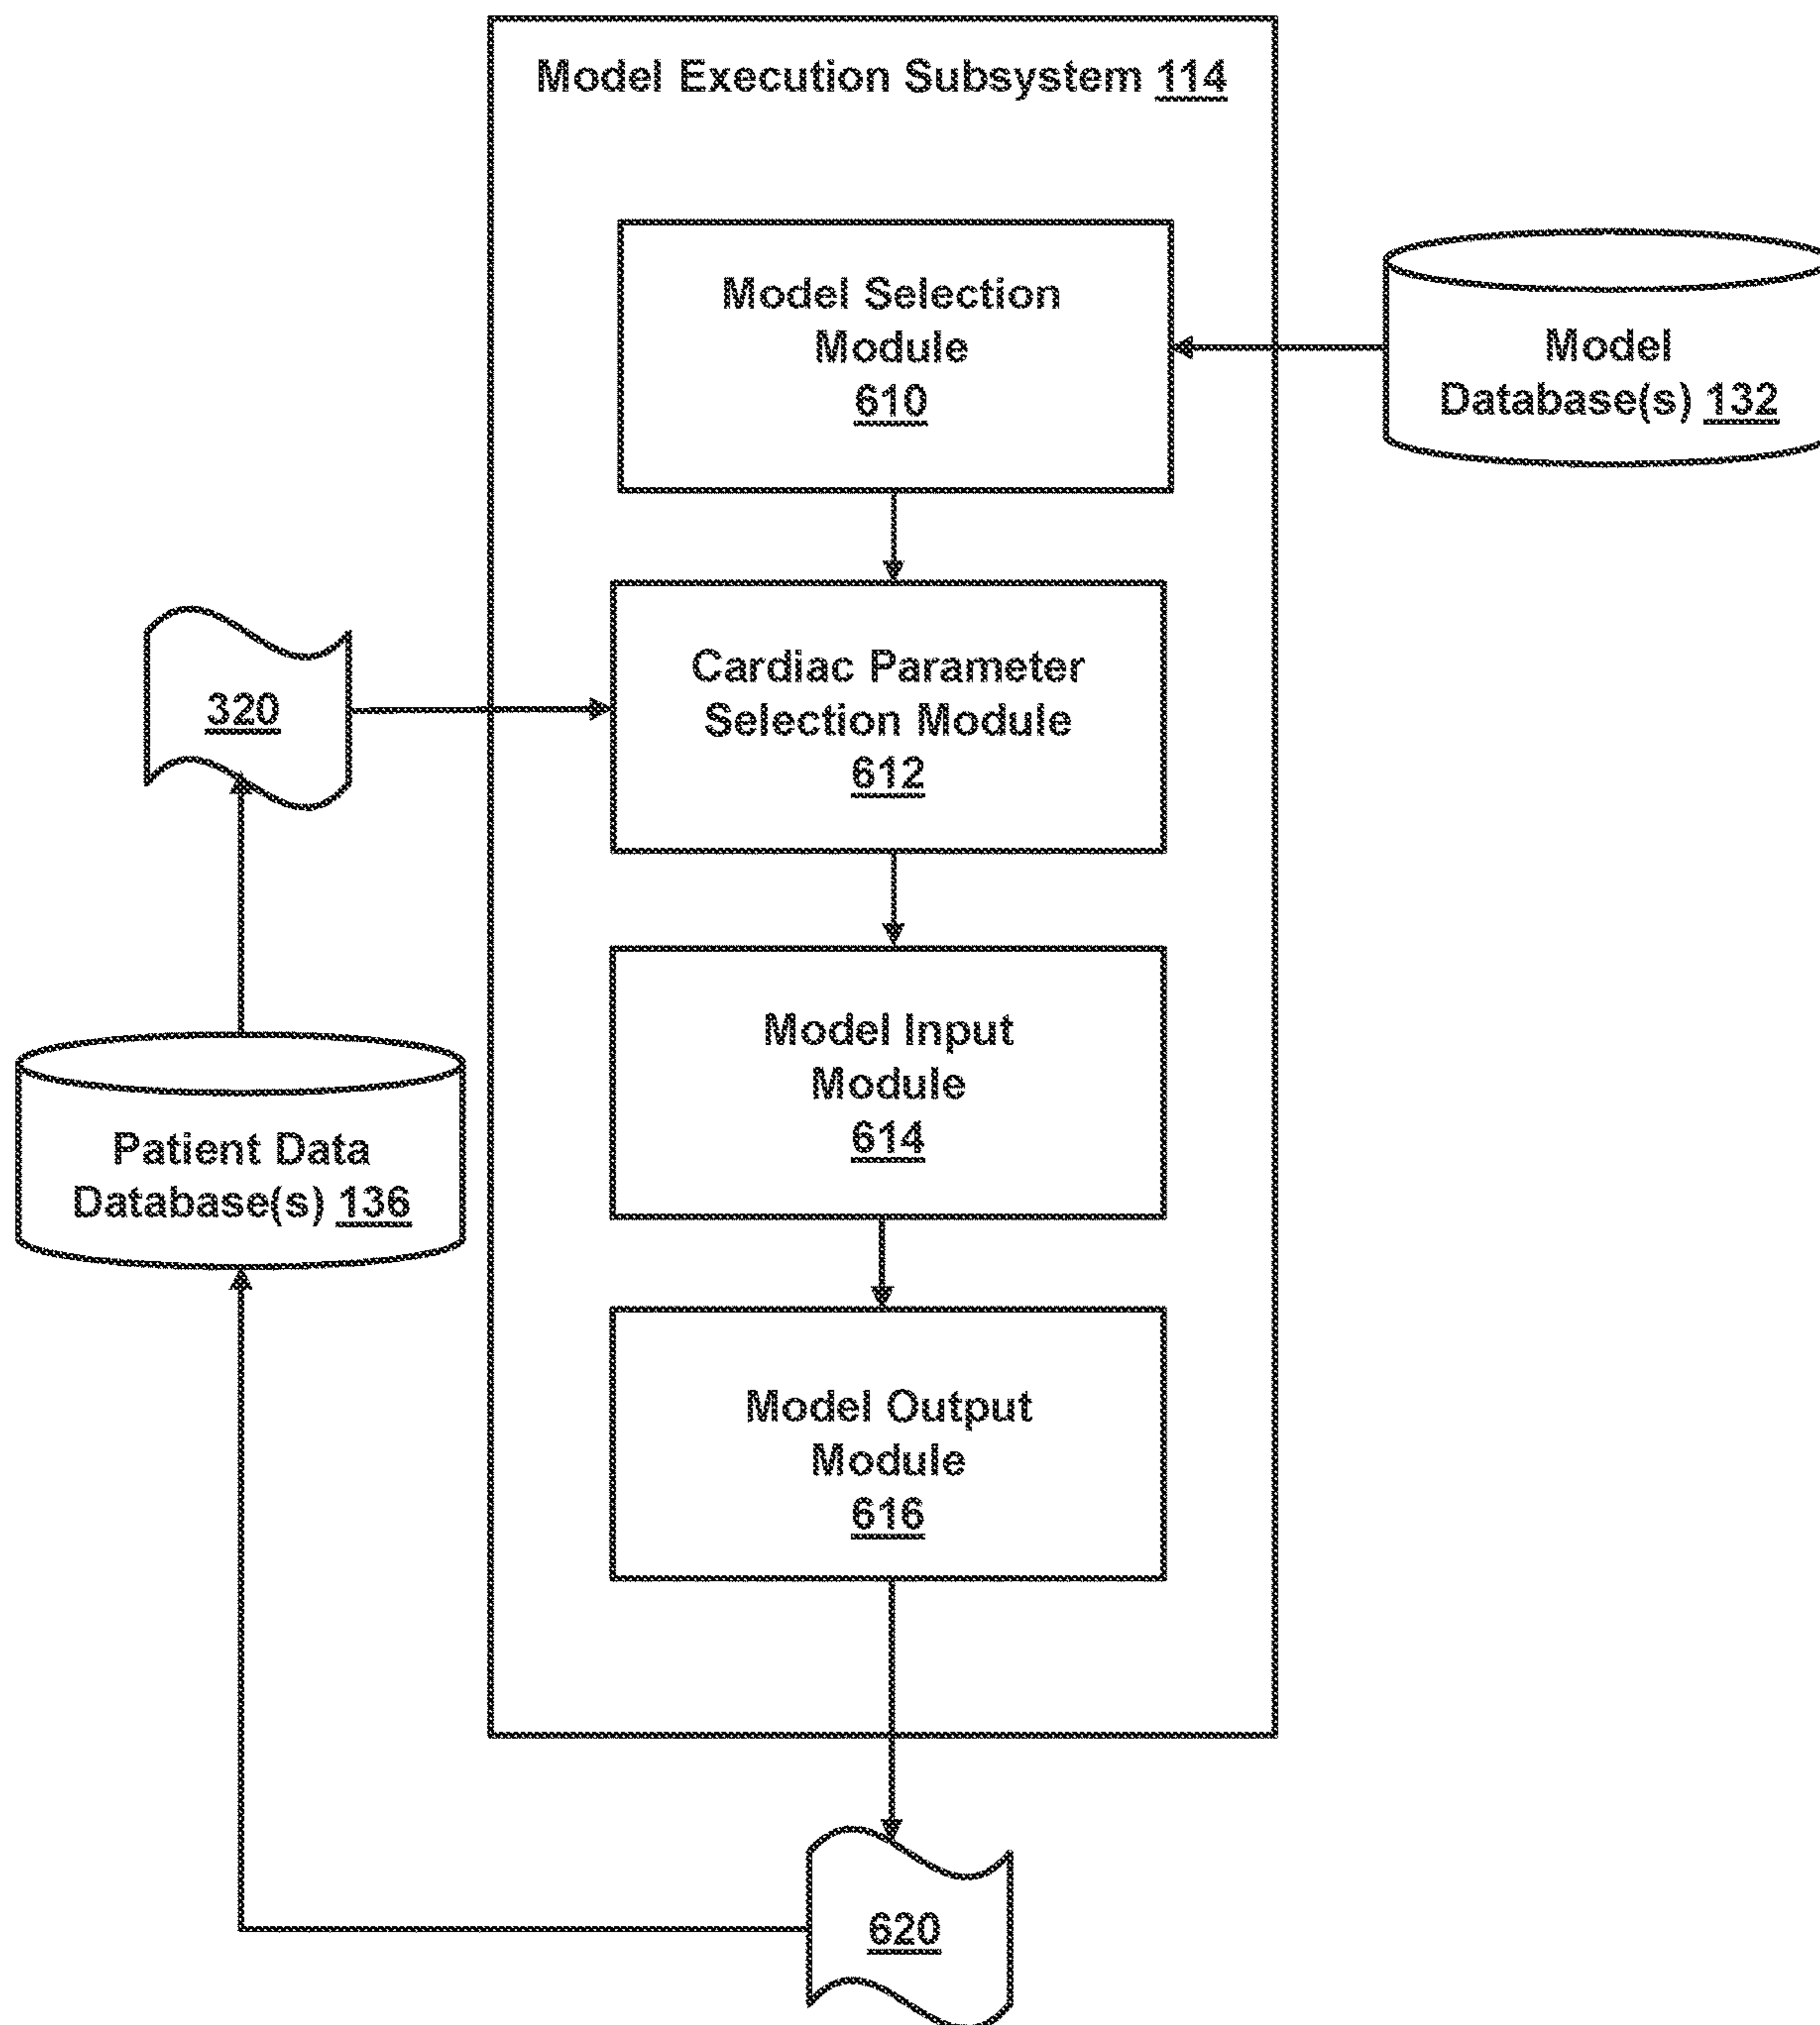 Model Execution Subsystem 114
Model Selection
Module
610
Model
Database(s) 132
Cardiac Parameter
Selection Module
612
320
Model Input
Module
614
Patient Data
Database(s) 136
Model Output
Module
616
620